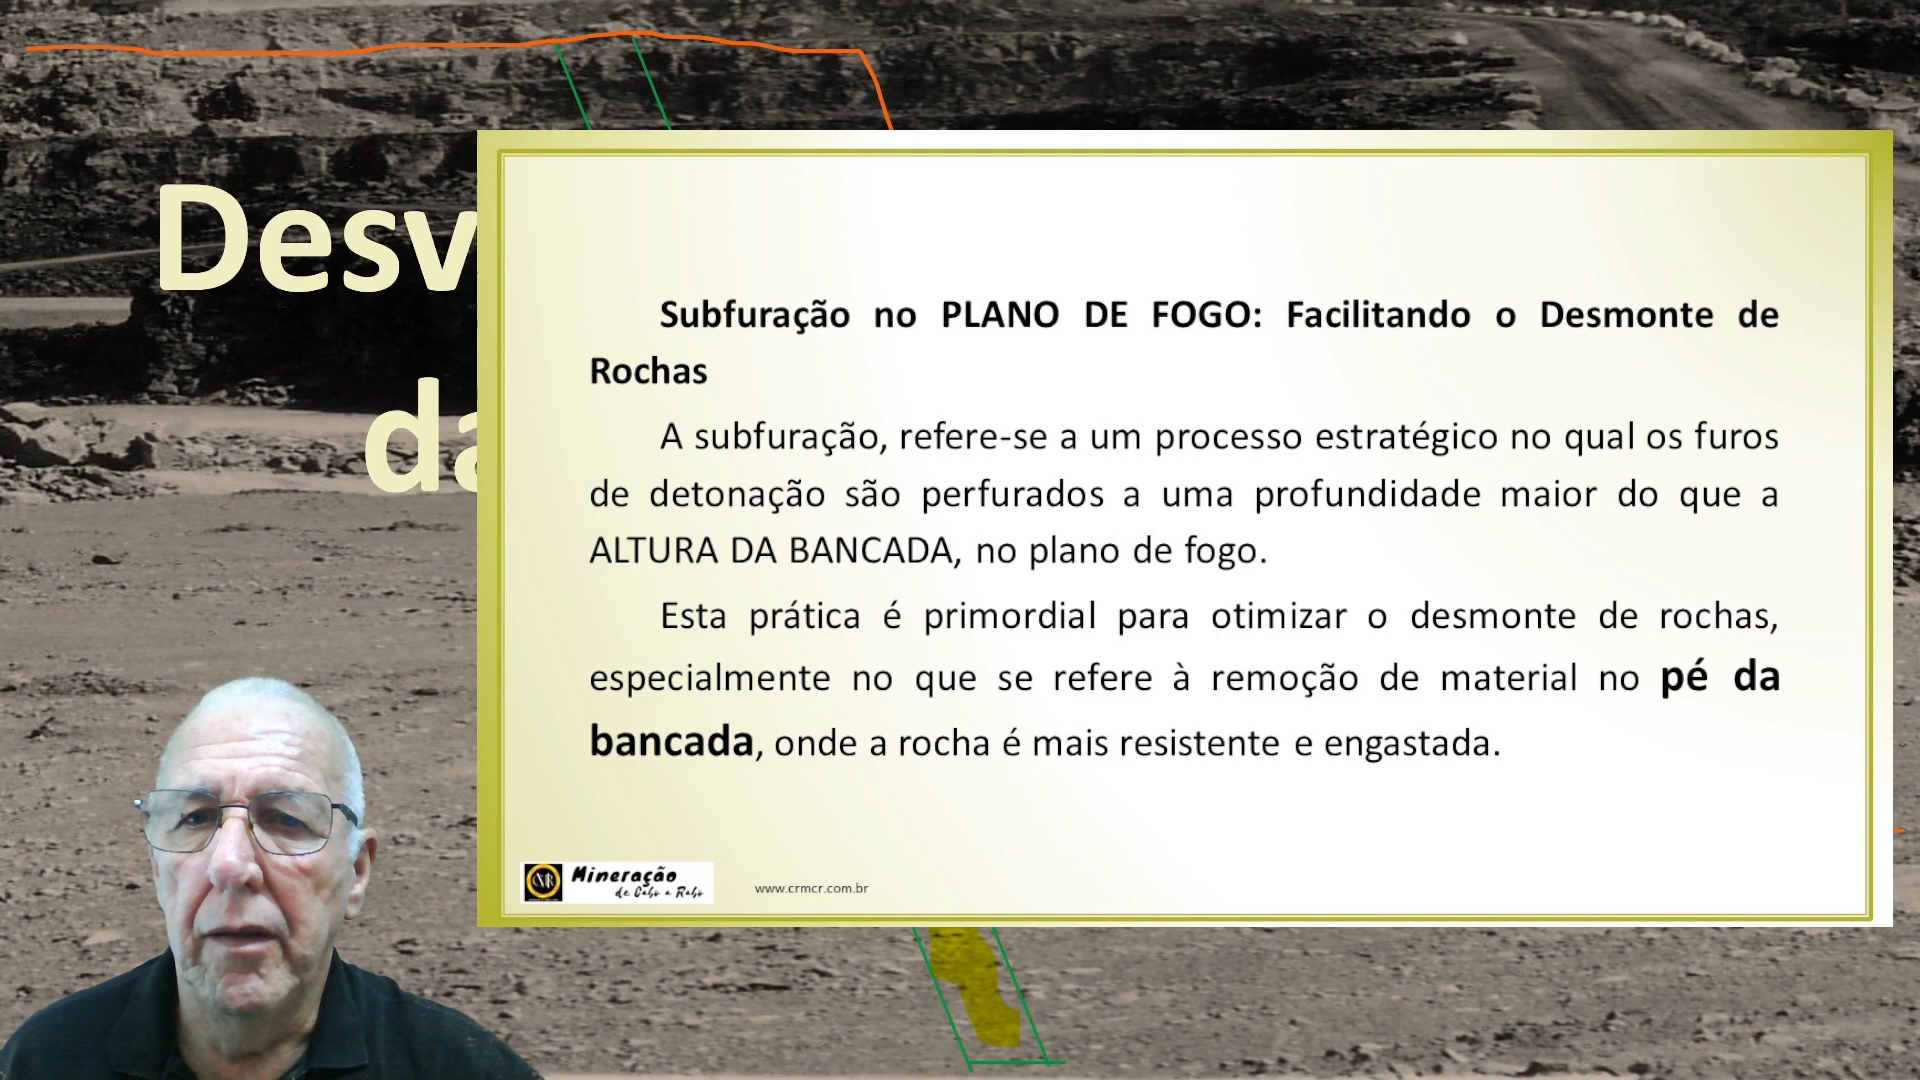 Desv
da
Subfuração no PLANO DE FOGO: Facilitando o Desmonte de
Rochas
A subfuração, refere-se a um processo estratégico no qual os furos
de detonação são perfurados a uma profundidade maior do que a
ALTURA DA BANCADA, no plano de fogo.
Esta prática é primordial para otimizar o desmonte de rochas,
especialmente no que se refere à remoção de material no pé da
bancada, onde a rocha é mais resistente e engastada.
Mineração
de Cabo a Rabo
www.crmcr.com.br